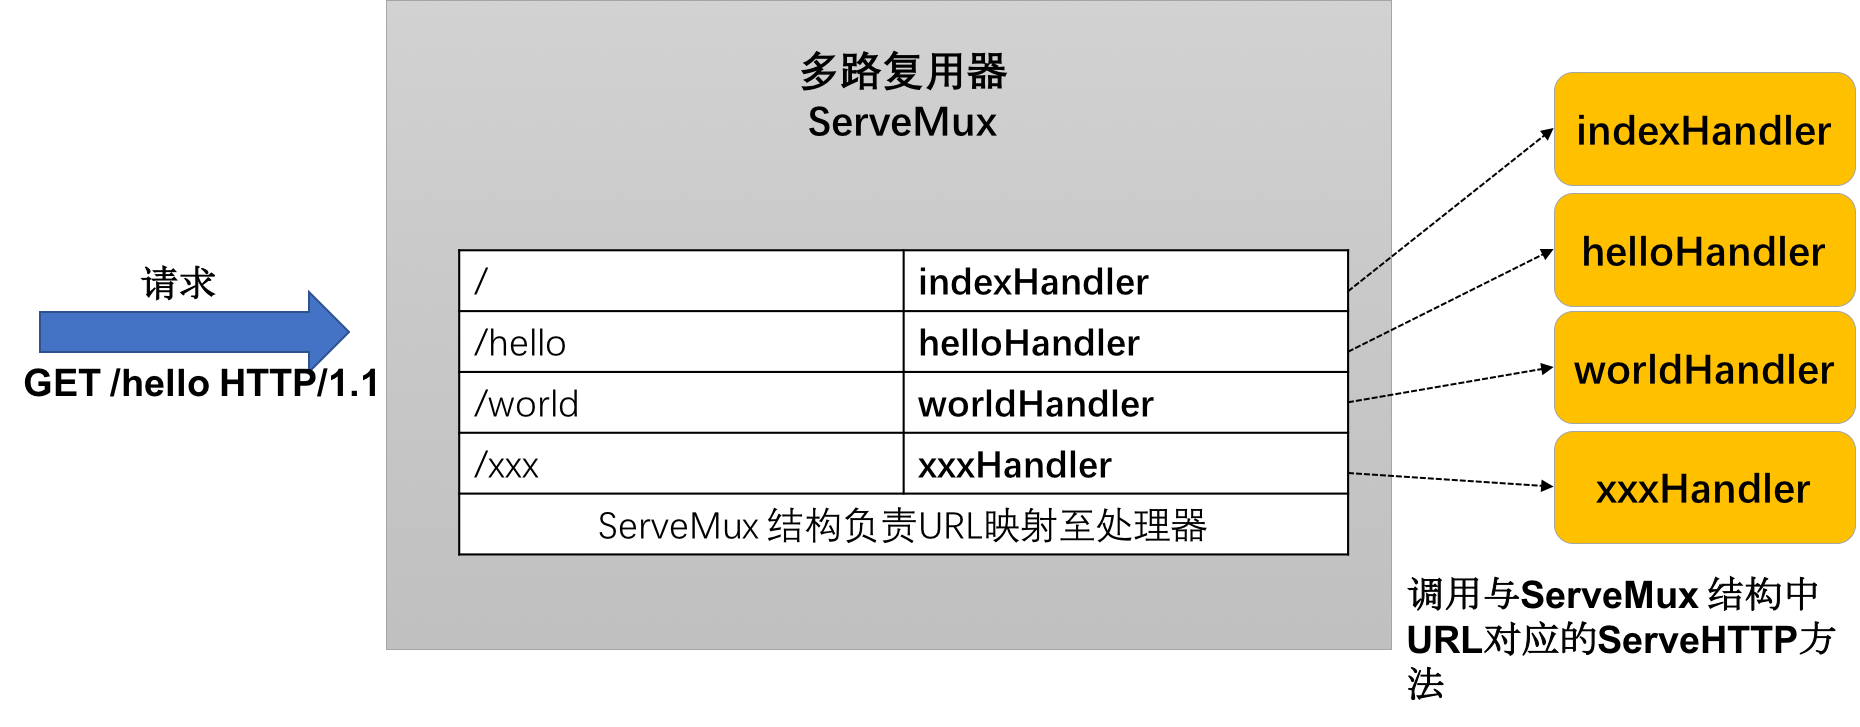 多路复用器
ServeMux
请求
GET /hello HTTP/1.1
/ indexHandler
/hello helloHandler
/world worldHandler
/xxx xxxHandler
ServeMux 结构负责URL映射至处理器
indexHandler
helloHandler
worldHandler
xxxHandler
调用与ServeMux 结构中
URL对应的ServeHTTP方
法